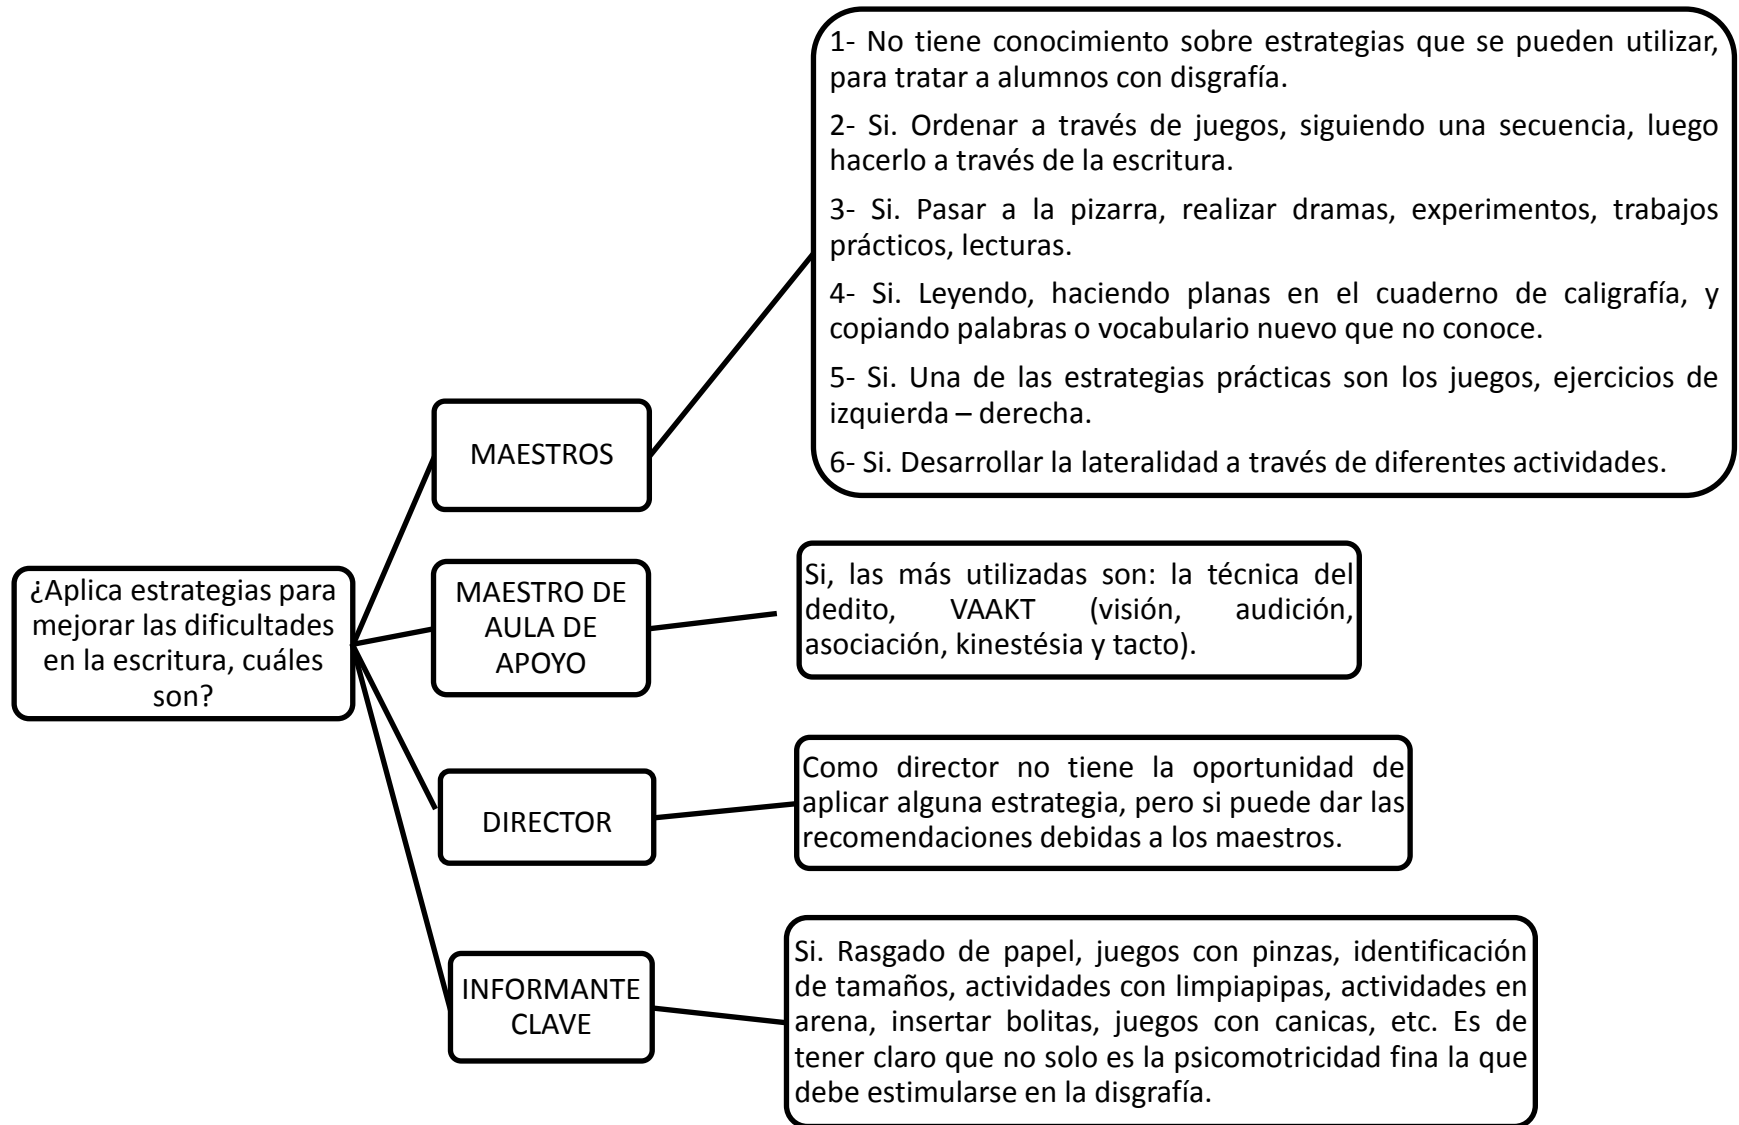 ¿Aplica estrategias para
mejorar las dificultades
en la escritura, cuáles
son?
MAESTROS
1- No tiene conocimiento sobre estrategias que se pueden utilizar,
para tratar a alumnos con disgrafía.
2- Si. Ordenar a través de juegos, siguiendo una secuencia, luego
hacerlo a través de la escritura.
3- Si. Pasar a la pizarra, realizar dramas, experimentos, trabajos
prácticos, lecturas.
4- Si. Leyendo, haciendo planas en el cuaderno de caligrafía, y
copiando palabras o vocabulario nuevo que no conoce.
5- Si. Una de las estrategias prácticas son los juegos, ejercicios de
izquierda – derecha.
6- Si. Desarrollar la lateralidad a través de diferentes actividades.
MAESTRO DE
AULA DE
APOYO
Si, las más utilizadas son: la técnica del
dedito, VAAKT (visión, audición,
asociación, kinestésia y tacto).
DIRECTOR
Como director no tiene la oportunidad de
aplicar alguna estrategia, pero si puede dar las
recomendaciones debidas a los maestros.
INFORMANTE
CLAVE
Si. Rasgado de papel, juegos con pinzas, identificación
de tamaños, actividades con limpiapipas, actividades en
arena, insertar bolitas, juegos con canicas, etc. Es de
tener claro que no solo es la psicomotricidad fina la que
debe estimularse en la disgrafía.